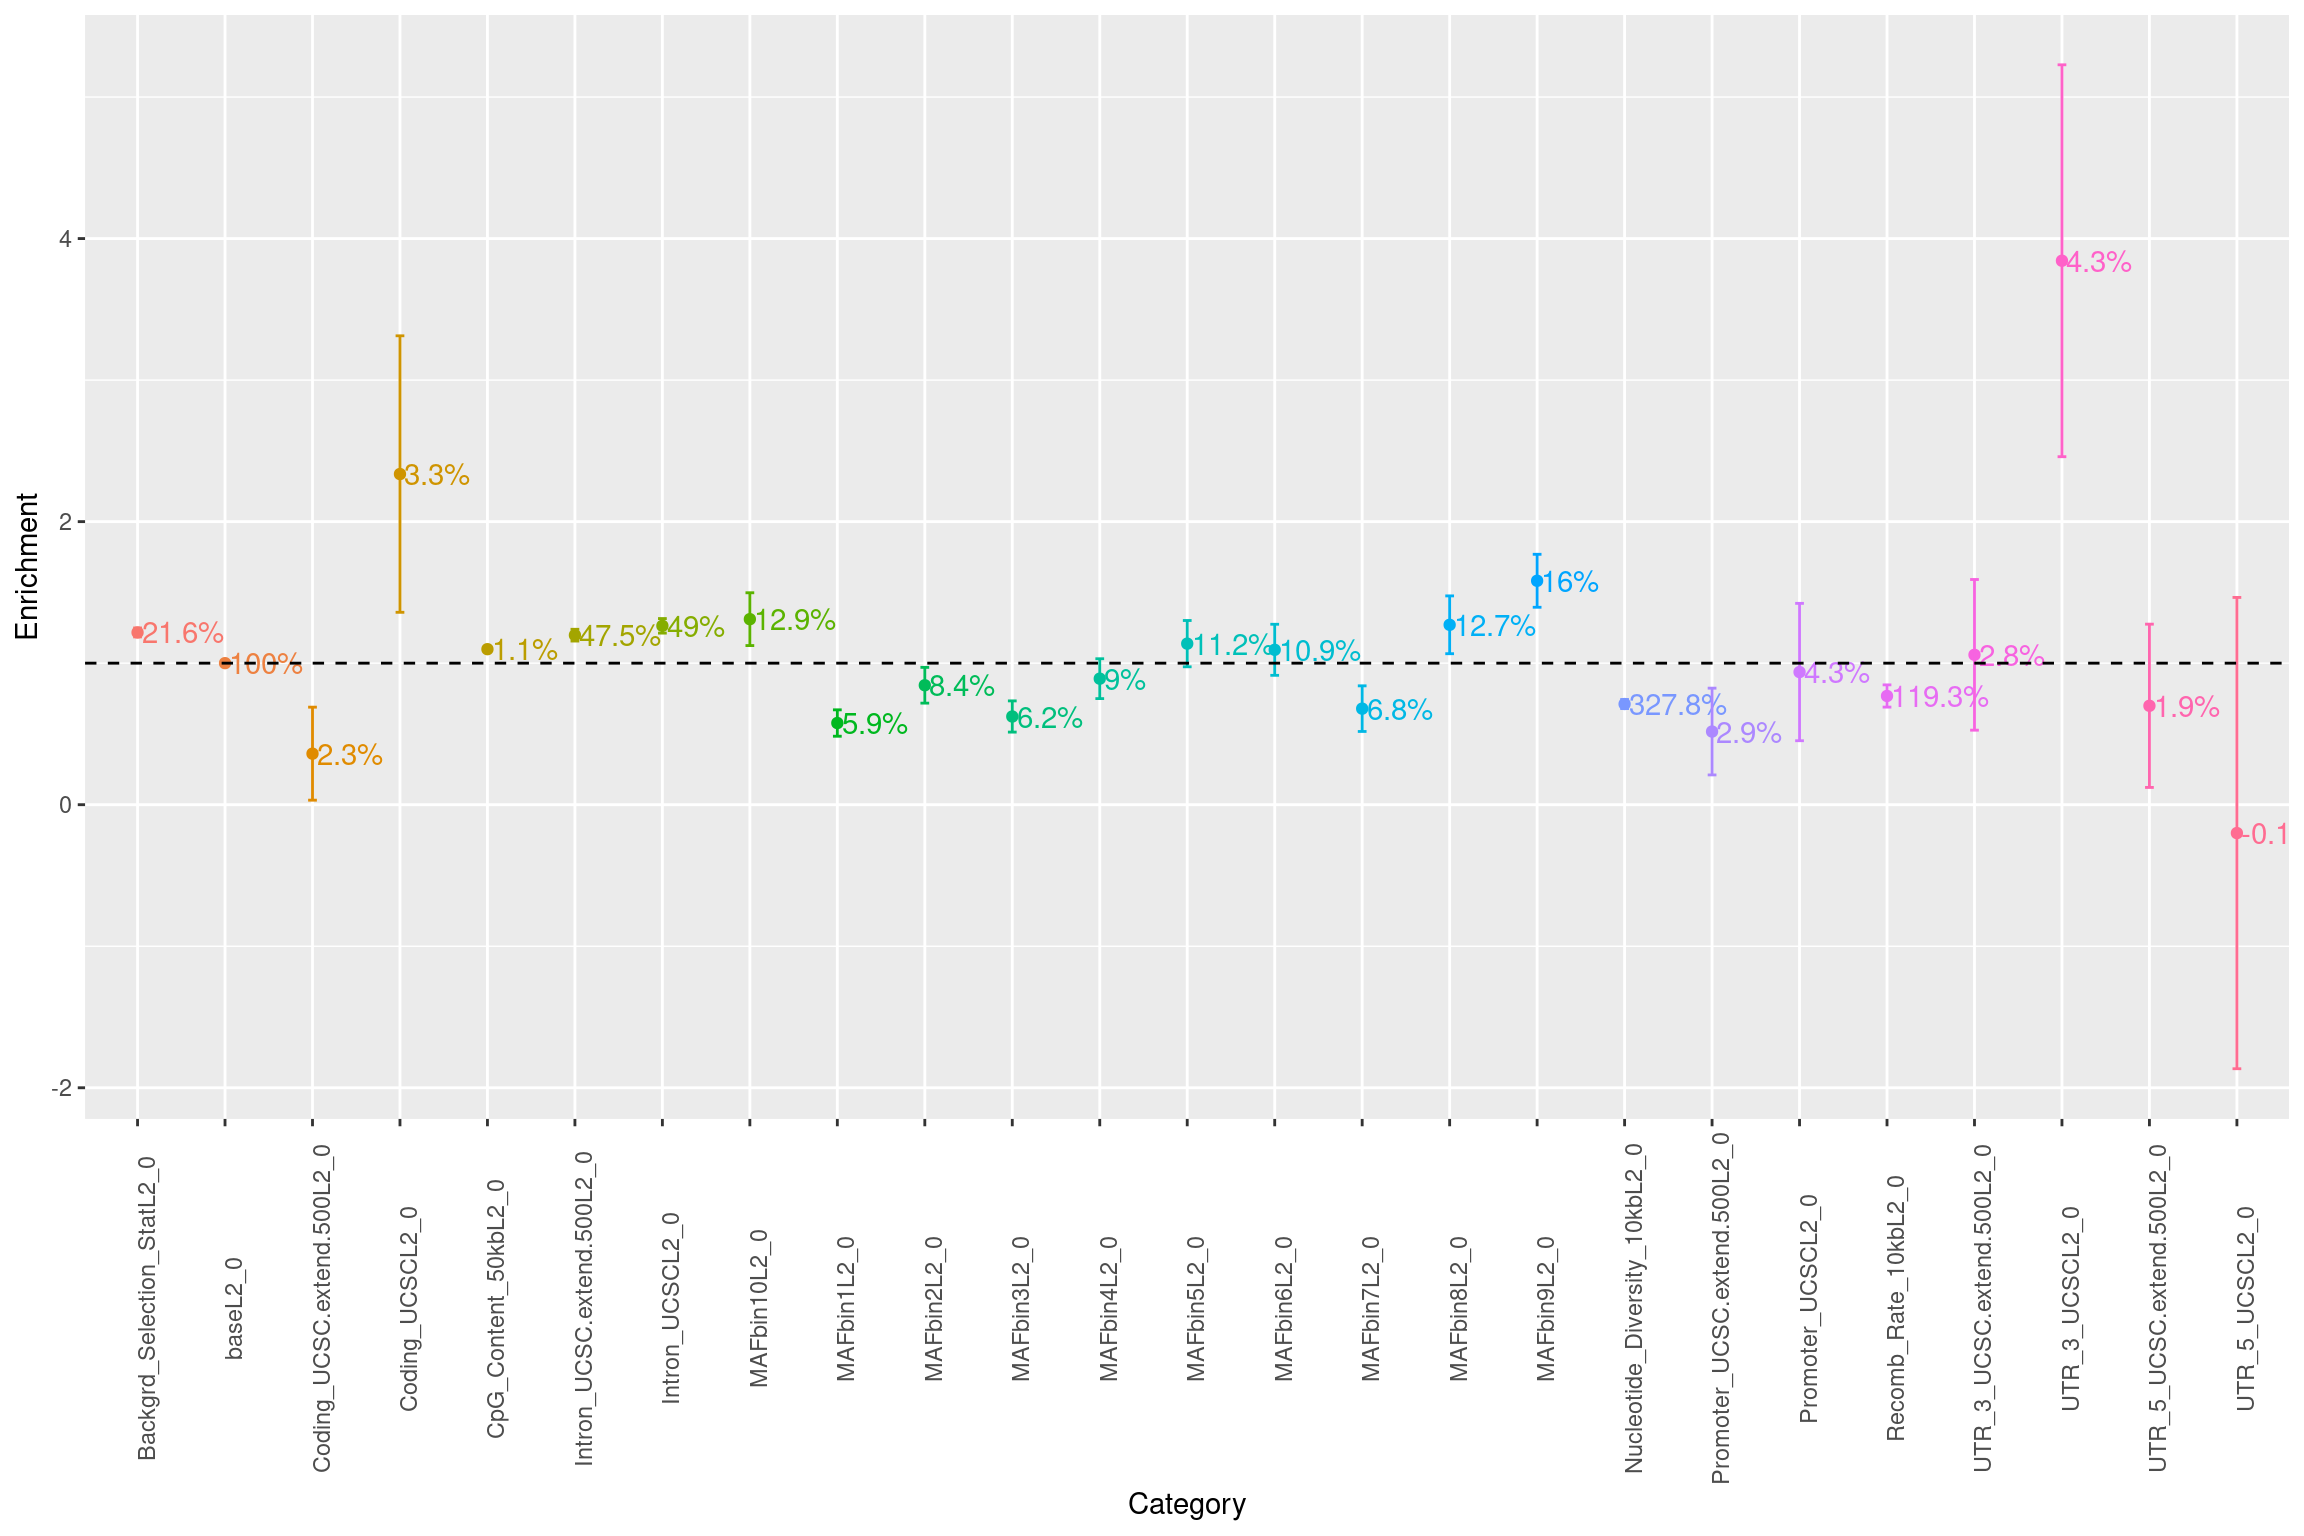 Enrichment
4
2
0
-2
21.6%
100%
2.3%
3.3%
1.1%
47.5%
49%
12.9%
5.9%
8.4%
6.2%
9%
11.2%
10.9%
6.8%
12.7%
16%
327.8%
2.9%
4.3%
119.3%
2.8%
4.3%
1.9%
-0.1
Backgrd_Selection_StatL2_0
baseL2_0
Coding_UCSC.extend.500L2_0
Coding_UCSCL2_0
CpG_Content_50kbL2_0
Intron_UCSC.extend.500L2_0
Intron_UCSCL2_0
MAFbin10L2_0
MAFbin1L2_0
MAFbin2L2_0
MAFbin3L2_0
MAFbin4L2_0
MAFbin5L2_0
MAFbin6L2_0
MAFbin7L2_0
MAFbin8L2_0
MAFbin9L2_0
Nucleotide_Diversity_10kbL2_0
Promoter_UCSC.extend.500L2_0
Promoter_UCSCL2_0
Recomb_Rate_10kbL2_0
UTR_3_UCSC.extend.500L2_0
UTR_3_UCSCL2_0
UTR_5_UCSC.extend.500L2_0
UTR_5_UCSCL2_0
Category